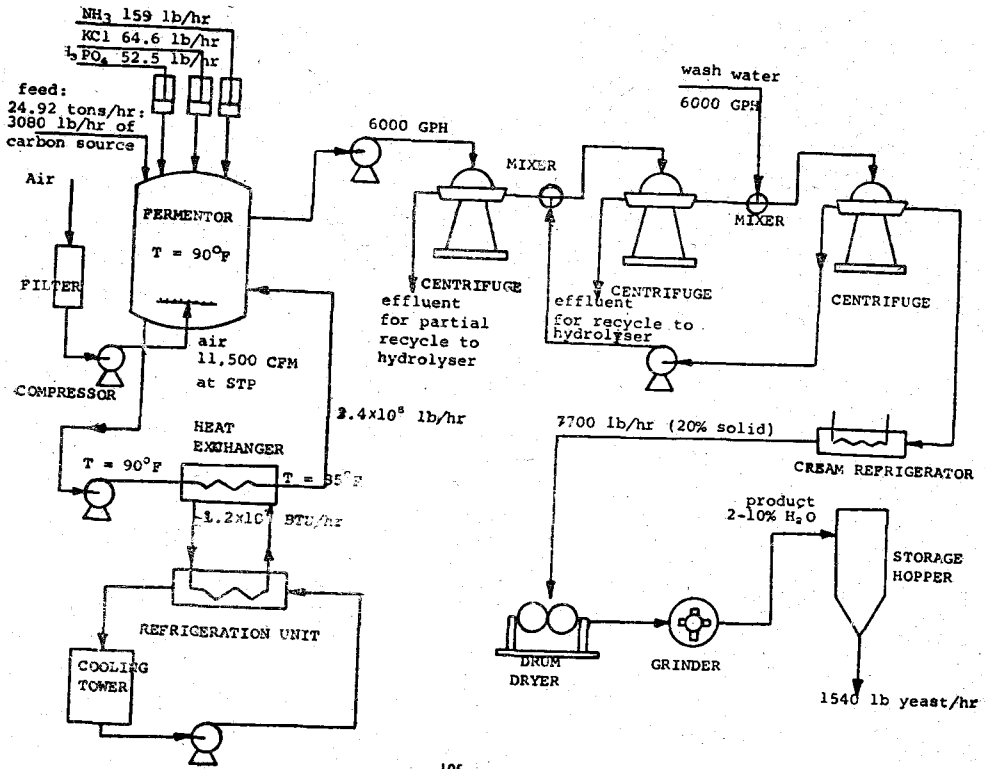 NH3 159 lb/hr
KCl 64.6 lb/hr
3PO4 52.5 lb/hr
feed:
24.92 tons/hr:
3080 lb/hr of
carbon source
Air
FERMENTOR
T = 90°F
FILTER
COMPRESSOR
air
11,500 CFM
at STP
6000 GPH
MIXER
wash water
6000 GPH
MIXER
CENTRIFUGE
effluent
for partial
recycle to
hydrolyser
CENTRIFUGE
effluent
for recycle to
hydrolyser
CENTRIFUGE
lb/hr
HEAT
EXCHANGER
T = 90°F
T = 85°F
BTU/hr
REFRIGERATION UNIT
COOLING
TOWER
7700 lb/hr (20% solid)
CREAM REFRIGERATOR
product
2-10% H2O
STORAGE
HOPPER
DRUM
DRYER
GRINDER
1540 lb yeast/hr